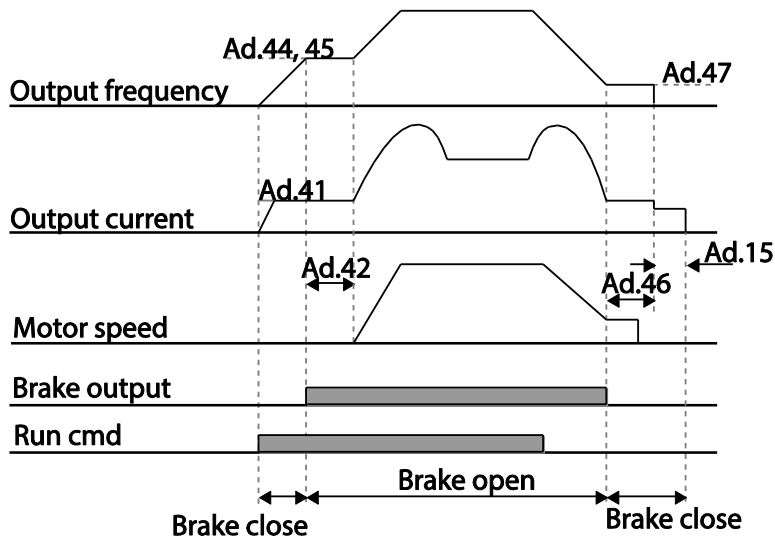 Ad.44, 45
Ad.47
Output frequency
Ad.41
Output current
Ad.15
Ad.42
Ad.46
Motor speed
Brake output
Run cmd
Brake open
Brake close
Brake close